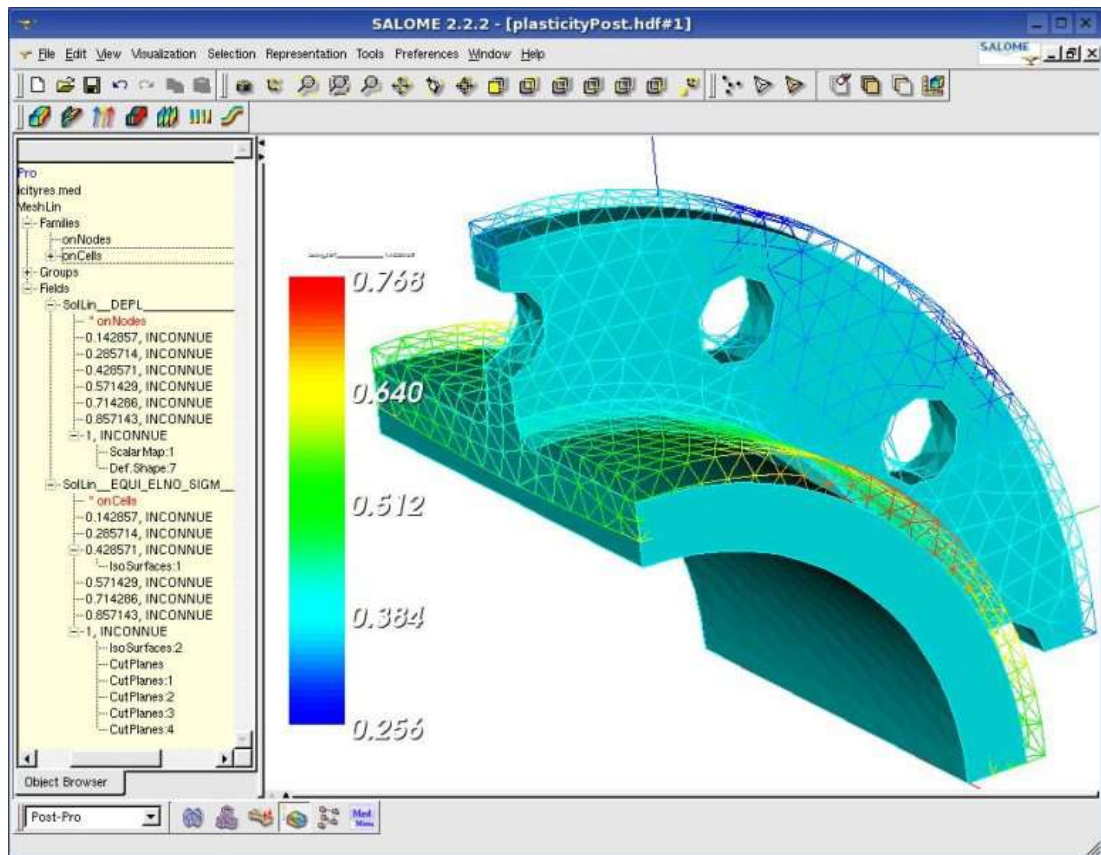 SALOME 2.2.2 - [plasticityPost.hdf#1]
File Edit View Visualization Selection Representation Tools Preferences Window Help
SALOME
Pro
icityres.med
MeshLin
Families
onNodes
onCells
Groups
Fields
SolLin__DEPL____________
* onNodes
0.142857, INCONNUE
0.285714, INCONNUE
0.428571, INCONNUE
0.571429, INCONNUE
0.714286, INCONNUE
0.857143, INCONNUE
1, INCONNUE
ScalarMap:1
Def.Shape:7
SolLin__EQUI_ELNO_SIGM__
* onCells
0.142857, INCONNUE
0.285714, INCONNUE
0.428571, INCONNUE
IsoSurfaces:1
0.571429, INCONNUE
0.714286, INCONNUE
0.857143, INCONNUE
1, INCONNUE
IsoSurfaces:2
CutPlanes
CutPlanes:1
CutPlanes:2
CutPlanes:3
CutPlanes:4
Object Browser
0.768
0.640
0.512
0.384
0.256
Post-Pro
Med